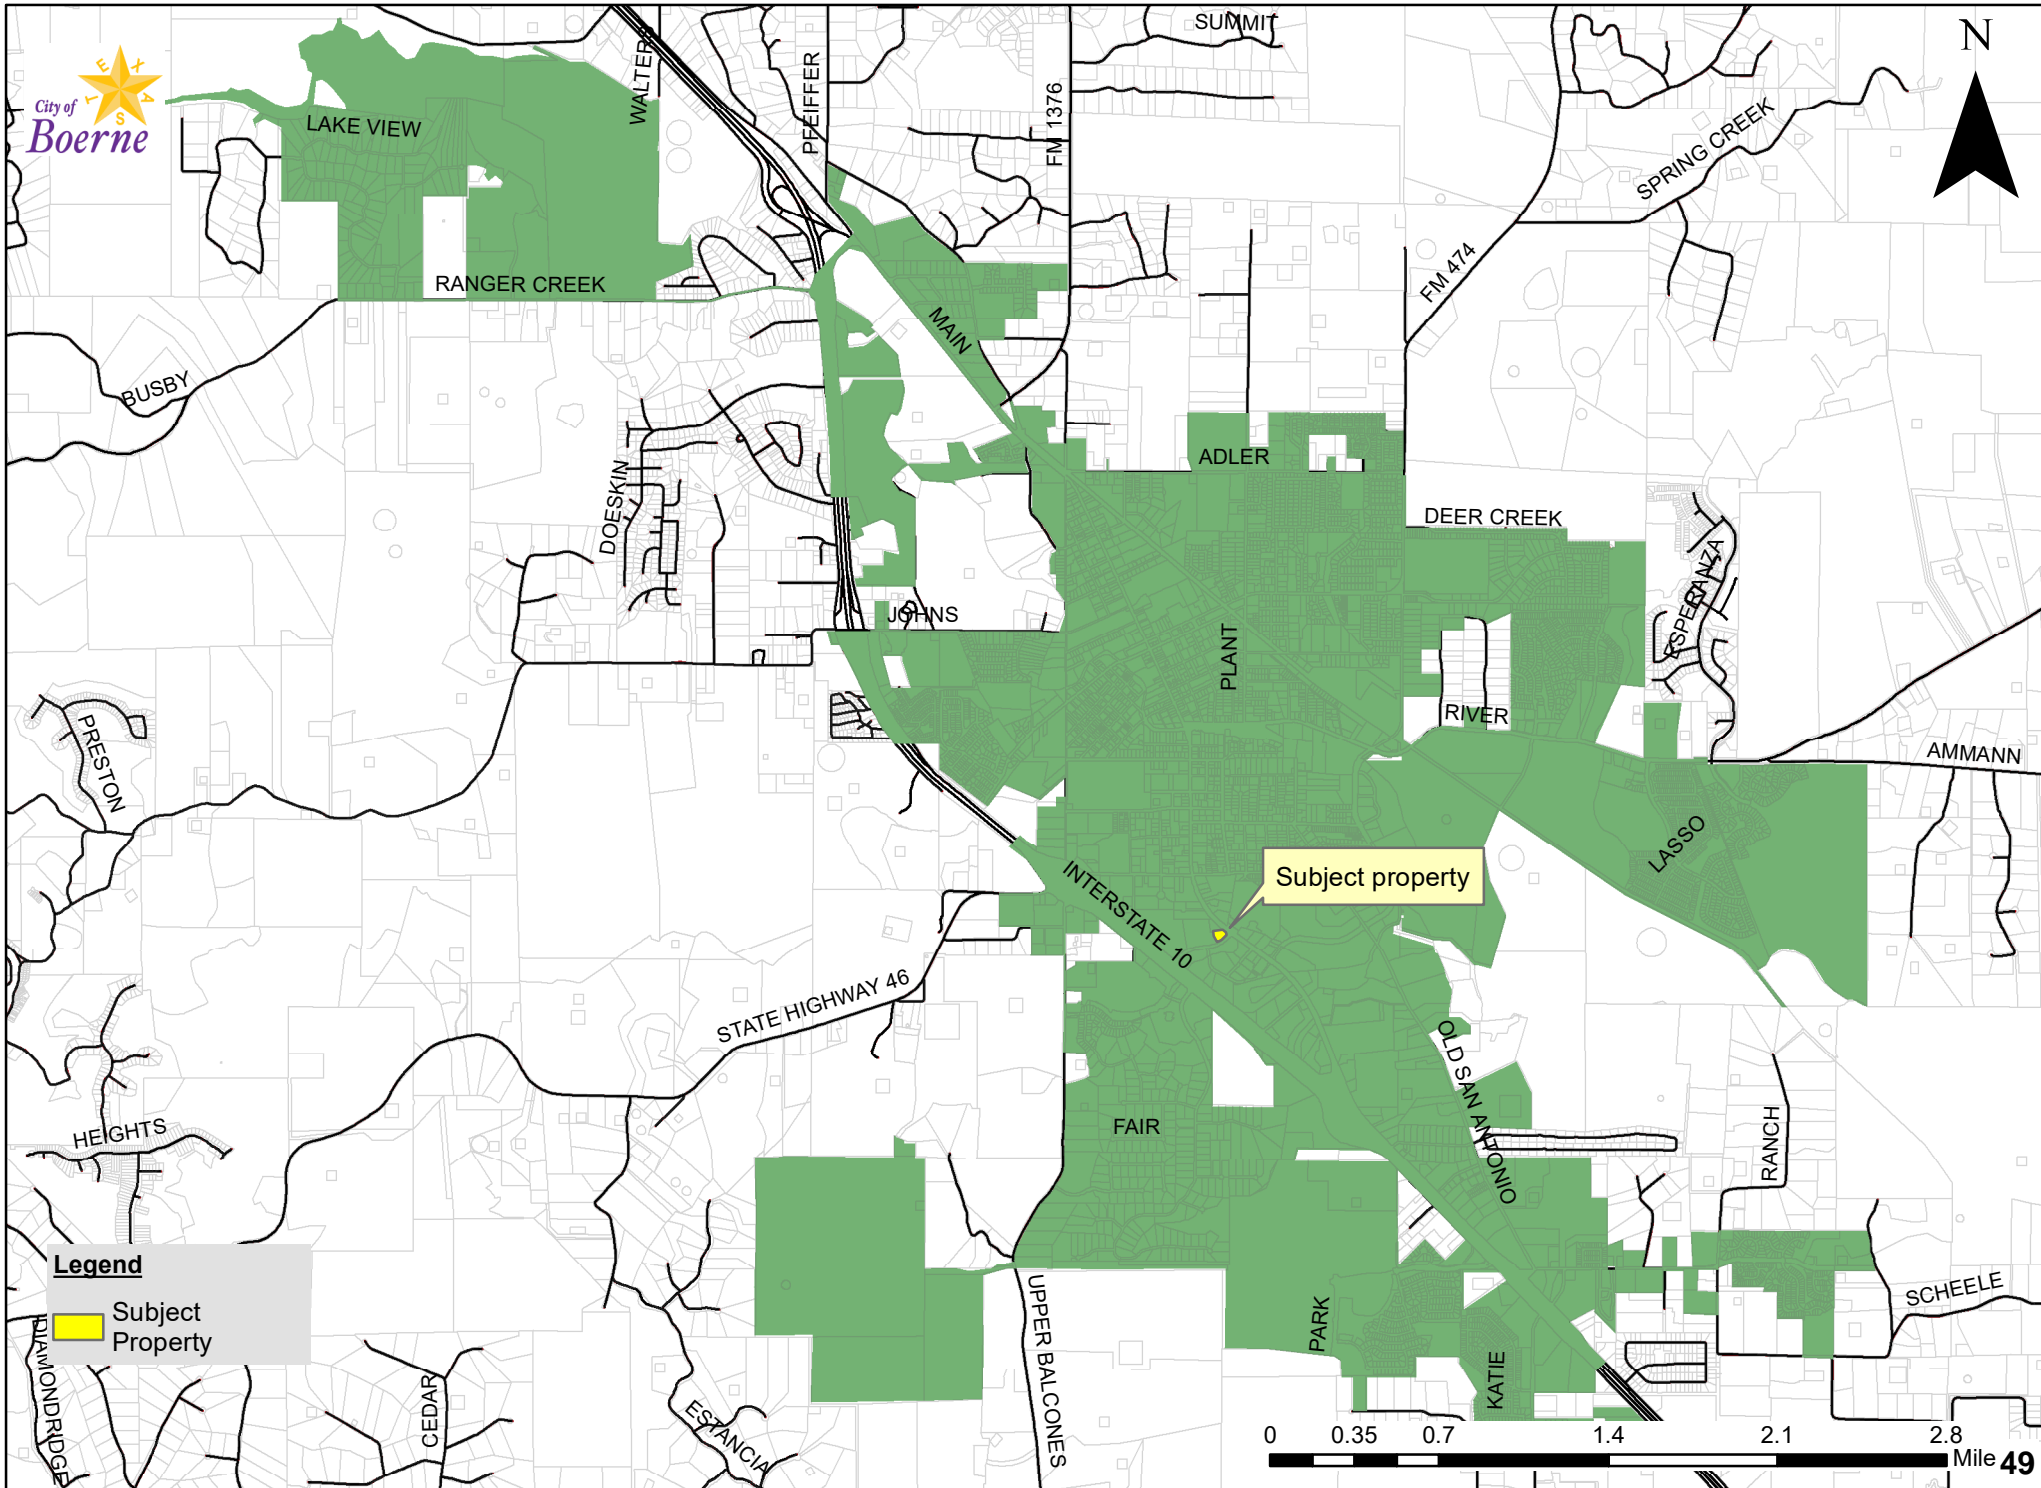 SUMMIT
N
TEXAS
City of
Boerne
WALTER
PFEIFFER
FM 1376
LAKE VIEW
SPRING CREEK
RANGER CREEK
FM 474
MAIN
BUSBY
ADLER
DOESKIN
DEER CREEK
ESPERANZA
JOHNS
PLANT
RIVER
PRESTON
AMMANN
LASSO
INTERSTATE 10
Subject property
STATE HIGHWAY 46
OLD SAN ANTONIO
FAIR
HEIGHTS
RANCH
Legend
Subject
Property
UPPER BALCONES
PARK
SCHEELE
DIAMONDRIDGE
CEDAR
ESTANCIA
KATIE
0 0.35 0.7 1.4 2.1 2.8
Mile 49